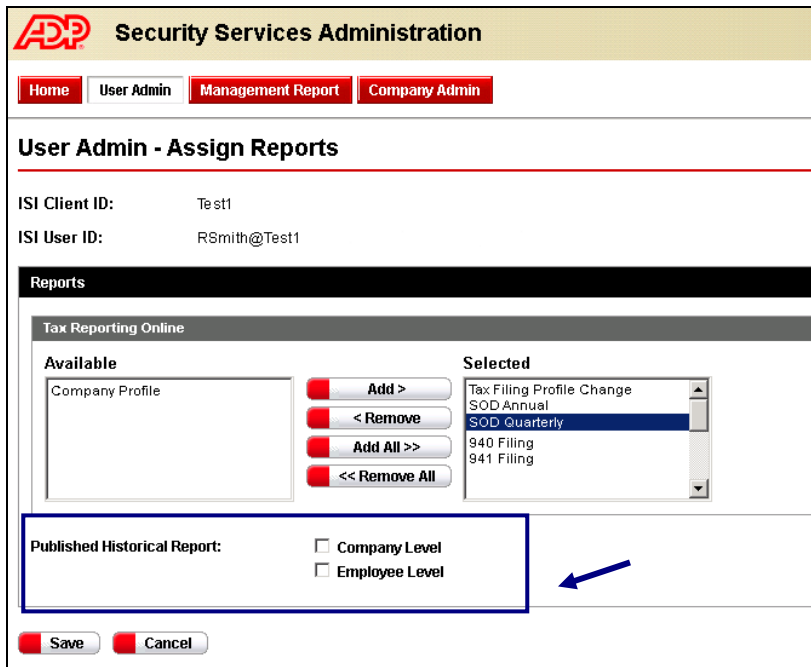 ADP Security Services Administration
Home User Admin Management Report Company Admin
User Admin - Assign Reports
ISI Client ID: Test1
ISI User ID: RSmith@Test1
Reports
Tax Reporting Online
Available
Company Profile
Add >
< Remove
Add All >>
<< Remove All
Selected
Tax Filing Profile Change
SOD Annual
SOD Quarterly
940 Filing
941 Filing
Published Historical Report:
Company Level
Employee Level
Save Cancel